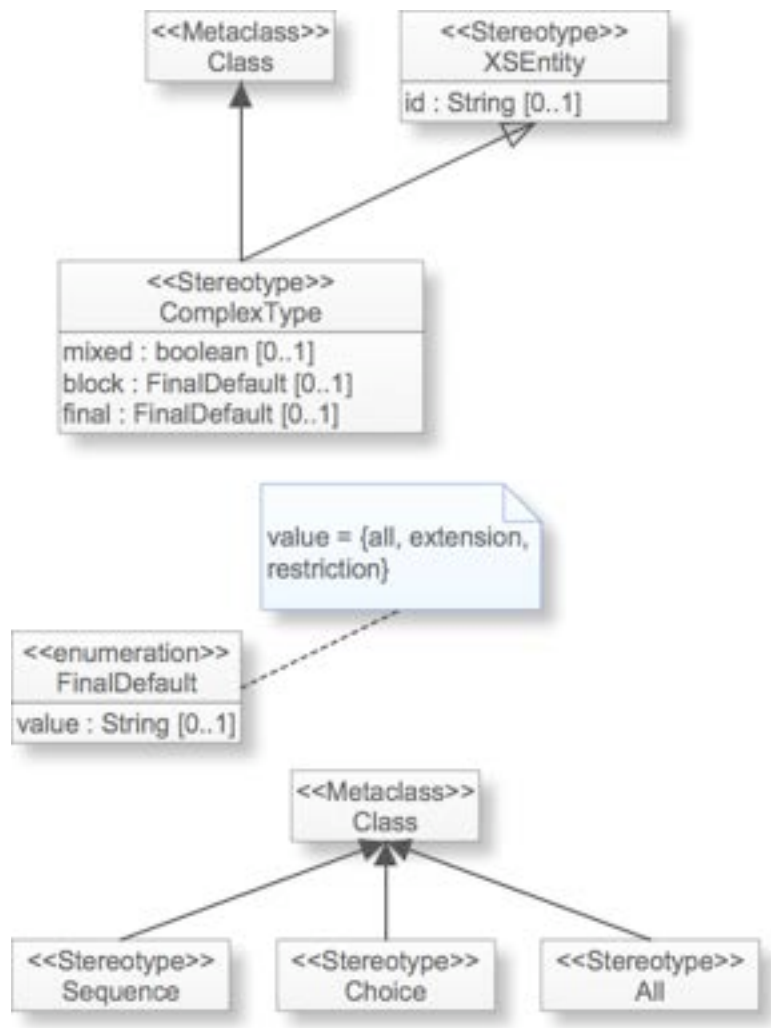 <<Metaclass>>
Class
<<Stereotype>>
XSEntity
id : String [0..1]
<<Stereotype>>
ComplexType
mixed : boolean [0..1]
block : FinalDefault [0..1]
final : FinalDefault [0..1]
value = {all, extension,
restriction}
<<enumeration>>
FinalDefault
value : String [0..1]
<<Metaclass>>
Class
<<Stereotype>>
Sequence
<<Stereotype>>
Choice
<<Stereotype>>
All